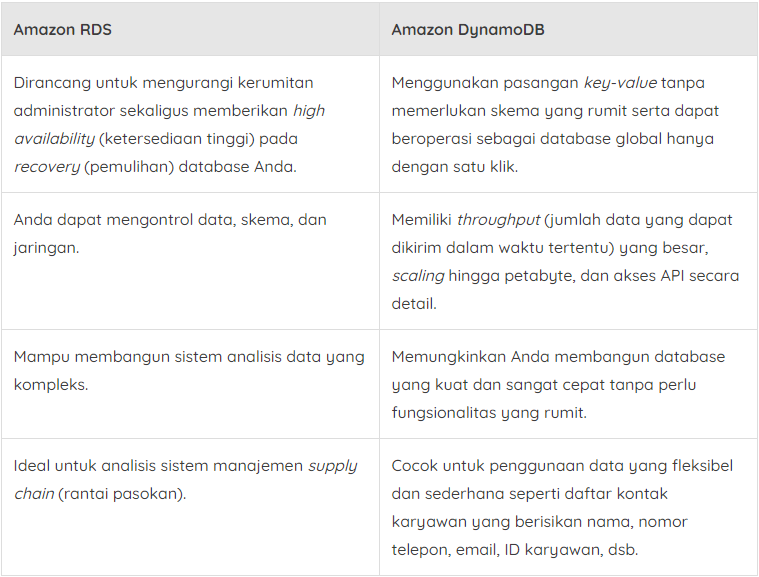 Amazon RDS
Amazon DynamoDB
Dirancang untuk mengurangi kerumitan
administrator sekaligus memberikan high
availability (ketersediaan tinggi) pada
recovery (pemulihan) database Anda.
Menggunakan pasangan key-value tanpa
memerlukan skema yang rumit serta dapat
beroperasi sebagai database global hanya
dengan satu klik.
Anda dapat mengontrol data, skema, dan
jaringan.
Memiliki throughput (jumlah data yang dapat
dikirim dalam waktu tertentu) yang besar,
scaling hingga petabyte, dan akses API secara
detail.
Mampu membangun sistem analisis data yang
kompleks.
Memungkinkan Anda membangun database
yang kuat dan sangat cepat tanpa perlu
fungsionalitas yang rumit.
Ideal untuk analisis sistem manajemen supply
chain (rantai pasokan).
Cocok untuk penggunaan data yang fleksibel
dan sederhana seperti daftar kontak
karyawan yang berisikan nama, nomor
telepon, email, ID karyawan, dsb.